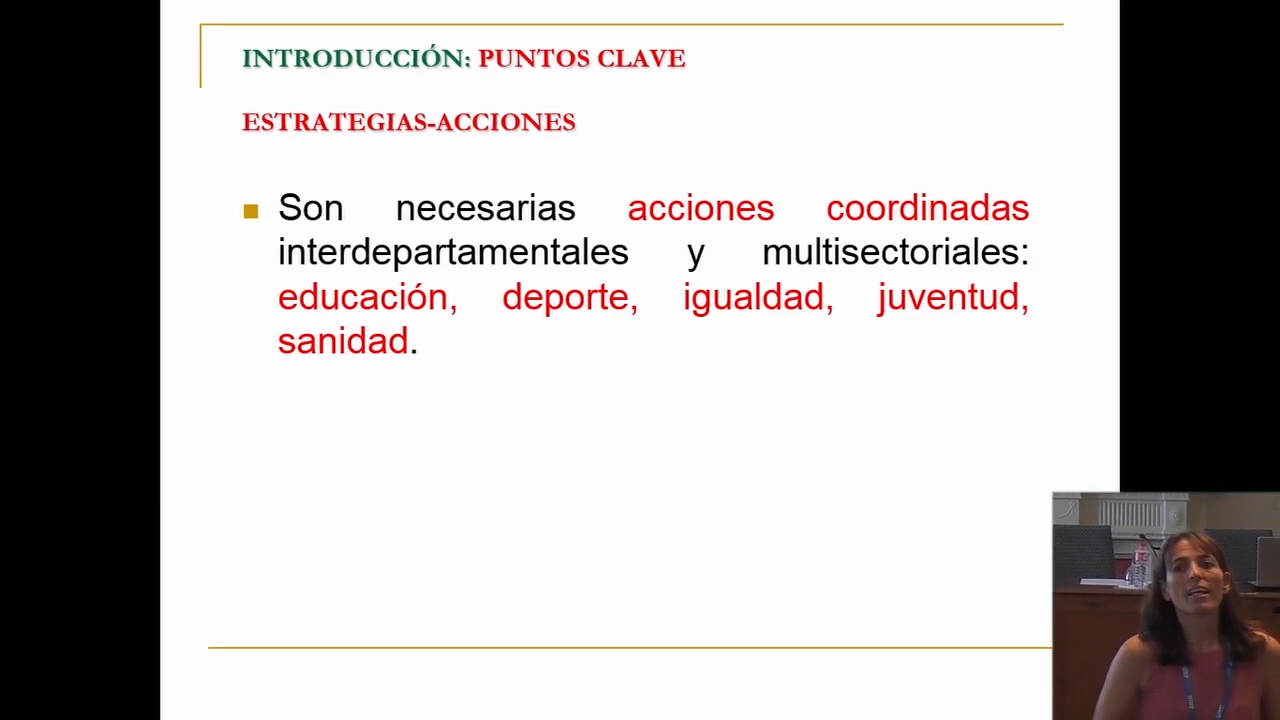 INTRODUCCIÓN: PUNTOS CLAVE
ESTRATEGIAS-ACCIONES
Son necesarias acciones coordinadas
interdepartamentales y multisectoriales:
educación, deporte, igualdad, juventud,
sanidad.